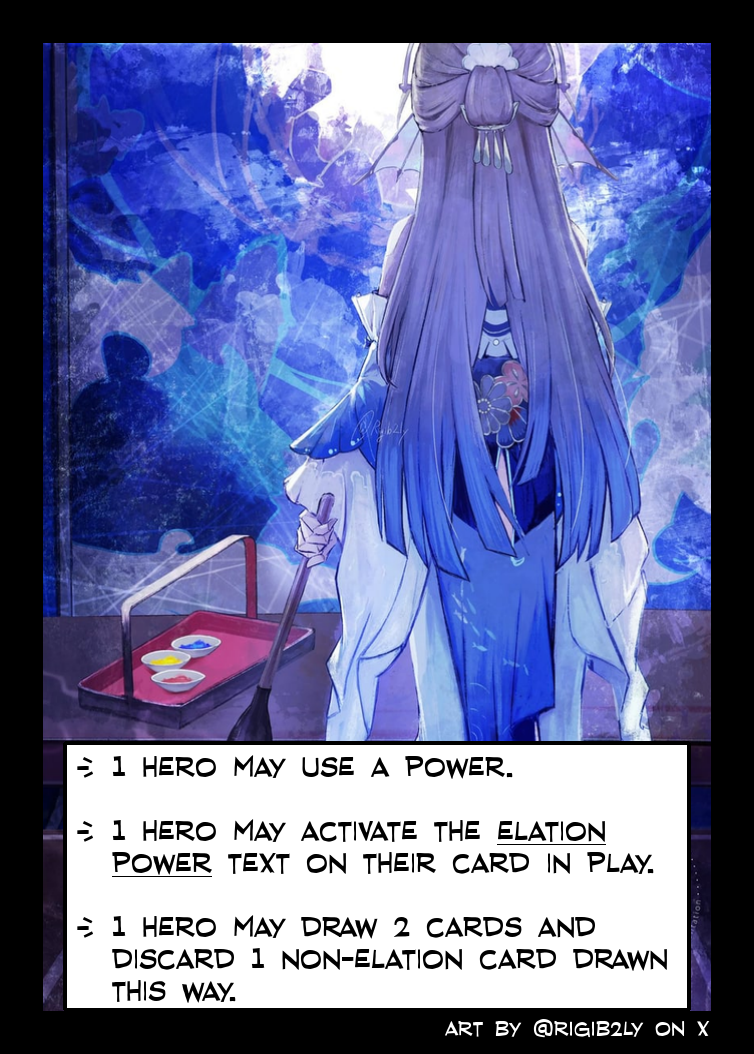 @Rigib2ly
1 HERO MAY USE A POWER.
1 HERO MAY ACTIVATE THE ELATION
POWER TEXT ON THEIR CARD IN PLAY.
1 HERO MAY DRAW 2 CARDS AND
DISCARD 1 NON-ELATION CARD DRAWN
THIS WAY.
ART BY @RIGIB2LY ON X